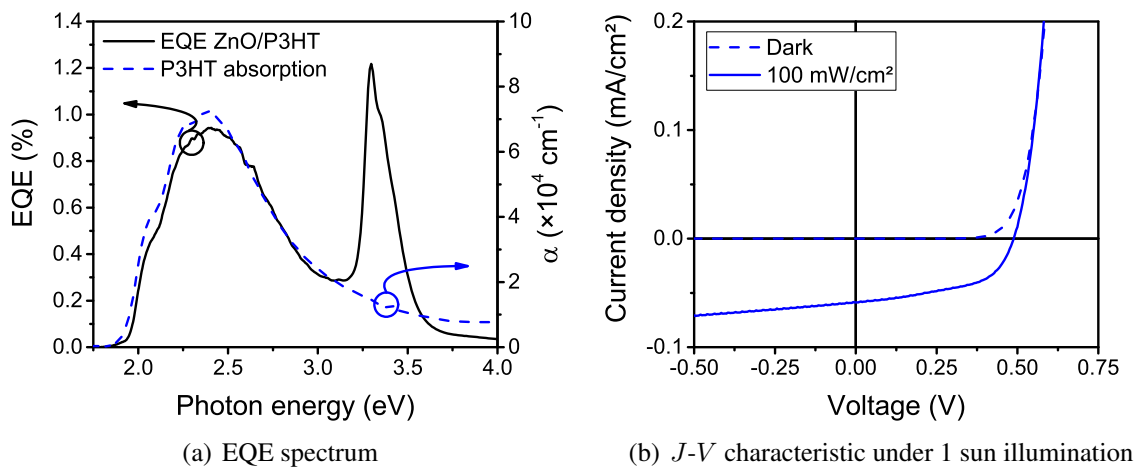 1.4
1.2
1.0
0.8
0.6
0.4
0.2
0.0
EQE (%)
EQE ZnO/P3HT
P3HT absorption
10
8
6
4
2
0
α (×10⁴ cm⁻¹)
2.0 2.5 3.0 3.5 4.0
Photon energy (eV)
(a) EQE spectrum
0.2
0.1
0.0
-0.1
Current density (mA/cm²)
Dark
100 mW/cm²
-0.50 -0.25 0.00 0.25 0.50 0.75
Voltage (V)
(b) J-V characteristic under 1 sun illumination